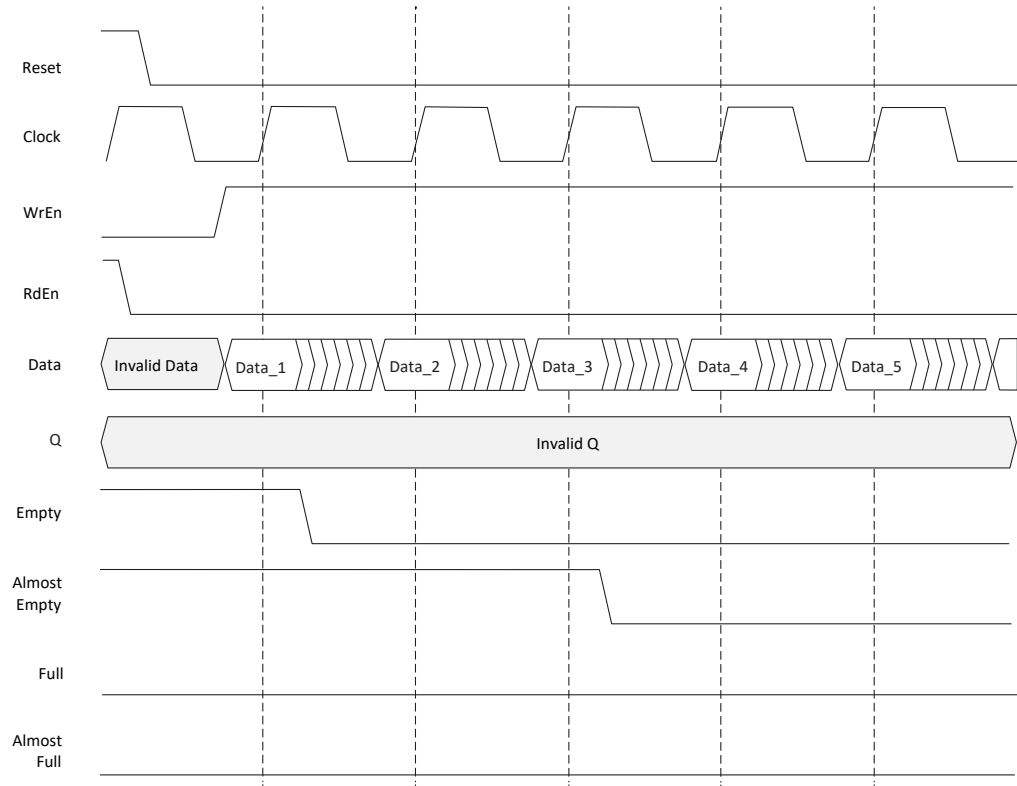 Reset
Clock
WrEn
RdEn
Data
Invalid Data
Data_1
Data_2
Data_3
Data_4
Data_5
Q
Invalid Q
Empty
Almost
Empty
Full
Almost
Full